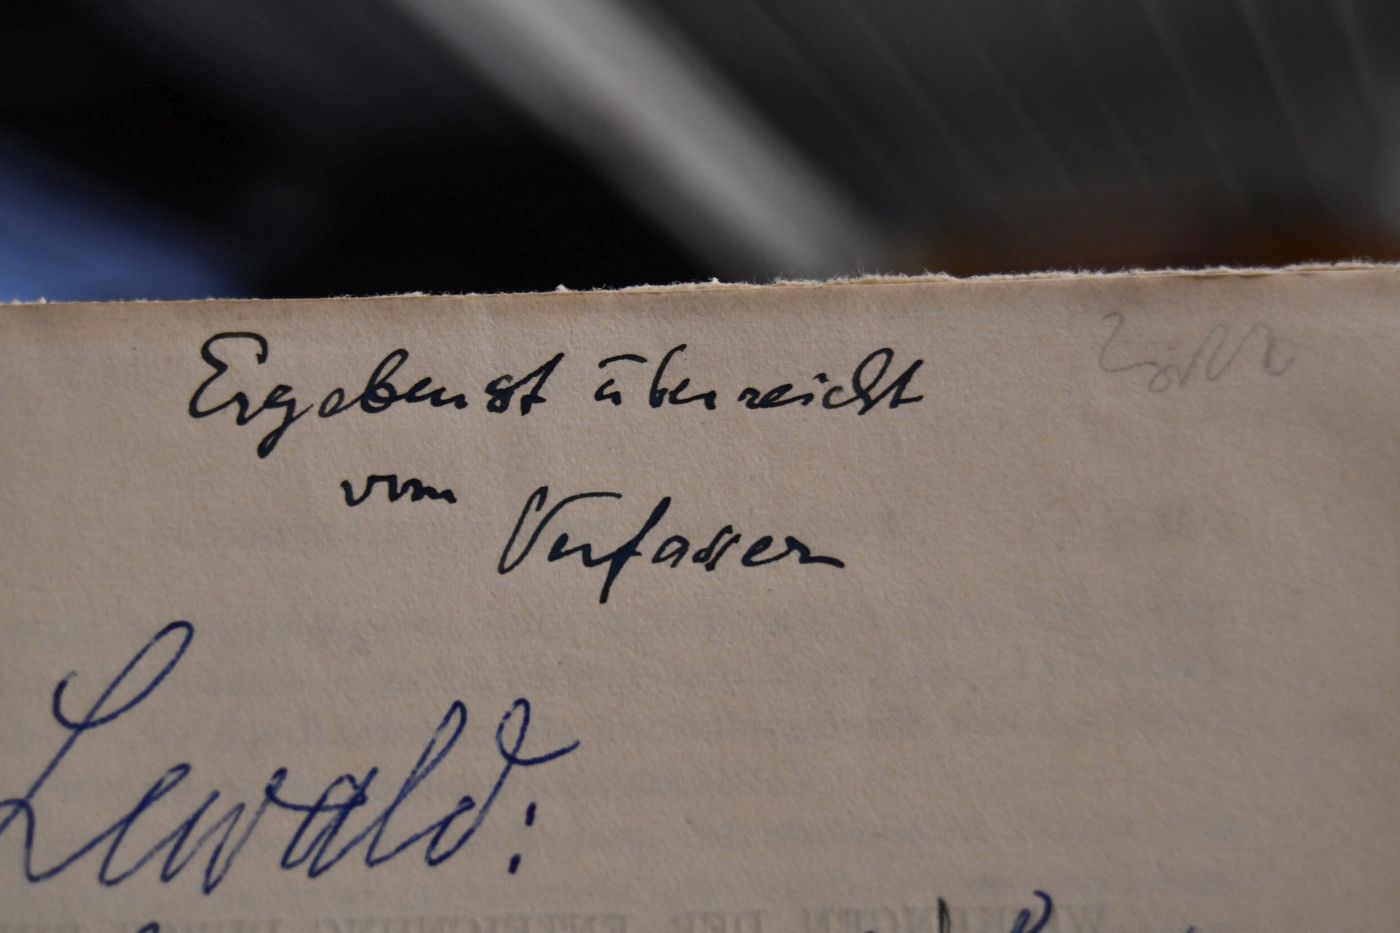 Ergebenst überreicht
vom Verfasser
Lewald: